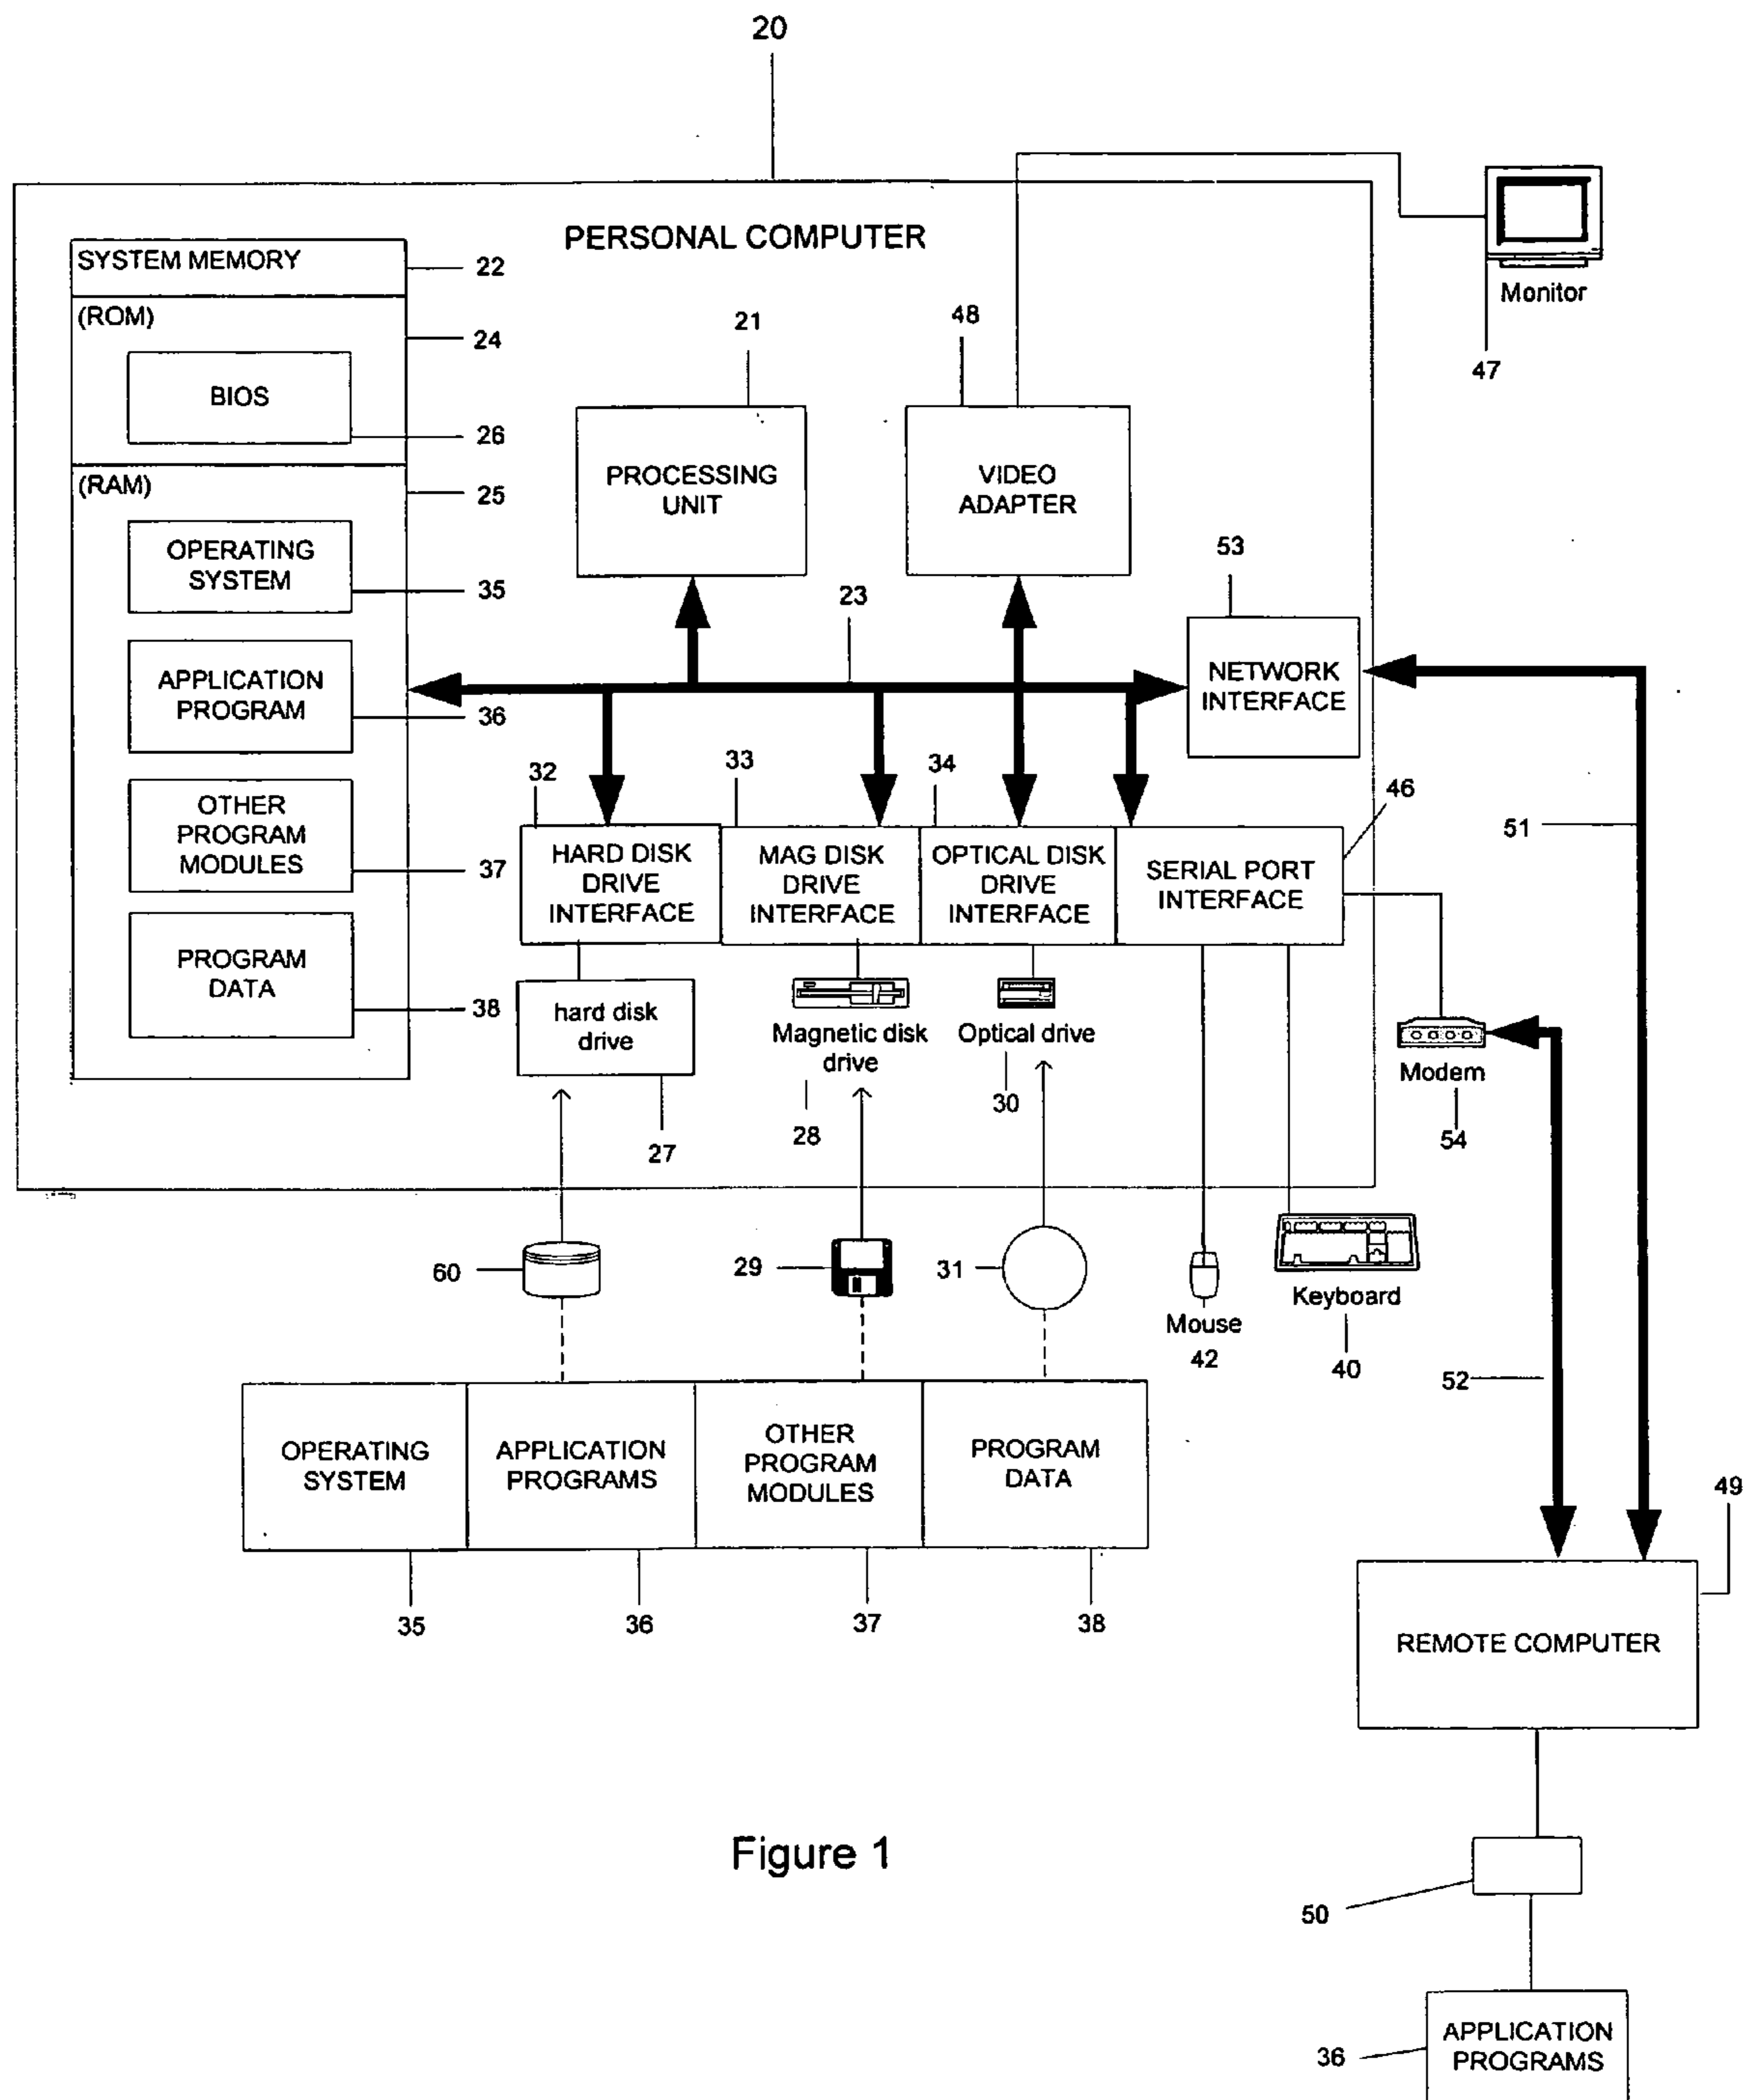 20
PERSONAL COMPUTER
SYSTEM MEMORY
22
(ROM)
24
BIOS
26
(RAM)
25
OPERATING
SYSTEM
35
APPLICATION
PROGRAM
36
OTHER
PROGRAM
MODULES
37
PROGRAM
DATA
38
21
PROCESSING
UNIT
48
VIDEO
ADAPTER
Monitor
47
23
53
NETWORK
INTERFACE
32
HARD DISK
DRIVE
INTERFACE
33
MAG DISK
DRIVE
INTERFACE
34
OPTICAL DISK
DRIVE
INTERFACE
46
SERIAL PORT
INTERFACE
51
hard disk
drive
27
Magnetic disk
drive
28
Optical drive
30
Modem
54
60
29
31
Mouse
42
Keyboard
40
52
OPERATING
SYSTEM
APPLICATION
PROGRAMS
OTHER
PROGRAM
MODULES
PROGRAM
DATA
35
36
37
38
49
REMOTE COMPUTER
Figure 1
50
36
APPLICATION
PROGRAMS